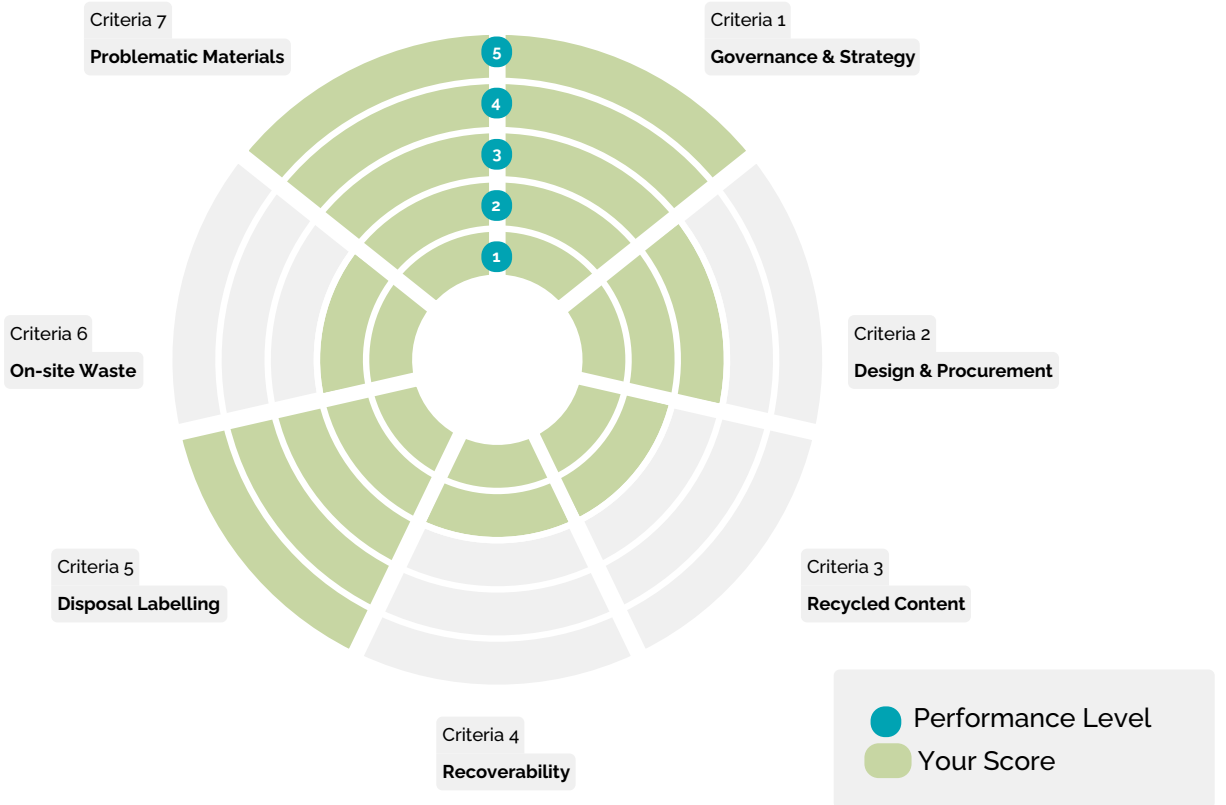 Criteria 7
Problematic Materials
Criteria 1
Governance & Strategy
5
4
3
2
1
Criteria 6
On-site Waste
Criteria 2
Design & Procurement
Criteria 5
Disposal Labelling
Criteria 3
Recycled Content
Criteria 4
Recoverability
Performance Level
Your Score